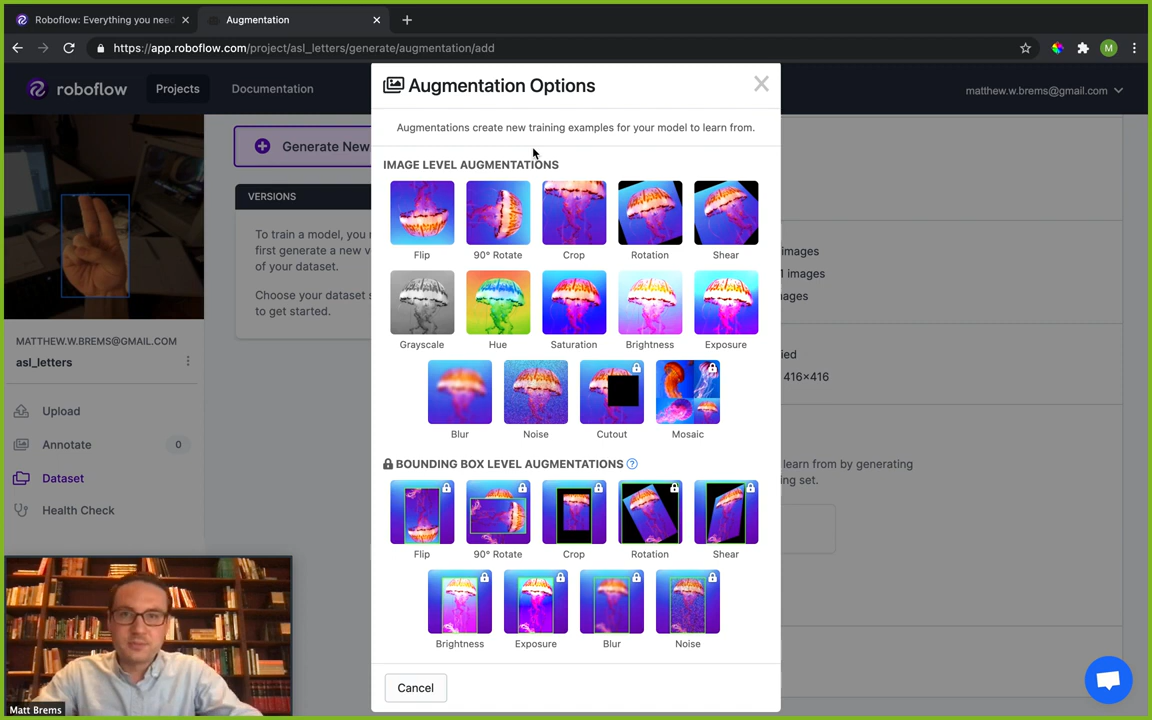 Roboflow: Everything you need
Augmentation
https://app.roboflow.com/project/asl_letters/generate/augmentation/add
M
roboflow
Projects
Documentation
matthew.w.brems@gmail.com
Augmentation Options
Augmentations create new training examples for your model to learn from.
Generate New
VERSIONS
To train a model, you
first generate a new v
of your dataset.
Choose your dataset s
to get started.
IMAGE LEVEL AUGMENTATIONS
Flip
90° Rotate
Crop
Rotation
Shear
Grayscale
Hue
Saturation
Brightness
Exposure
Blur
Noise
Cutout
Mosaic
BOUNDING BOX LEVEL AUGMENTATIONS ?
Flip
90° Rotate
Crop
Rotation
Shear
Brightness
Exposure
Blur
Noise
Cancel
images
1 images
ages
ied
416×416
learn from by generating
ng set.
MATTHEW.W.BREMS@GMAIL.COM
asl_letters
Upload
Annotate
0
Dataset
Health Check
Matt Brems